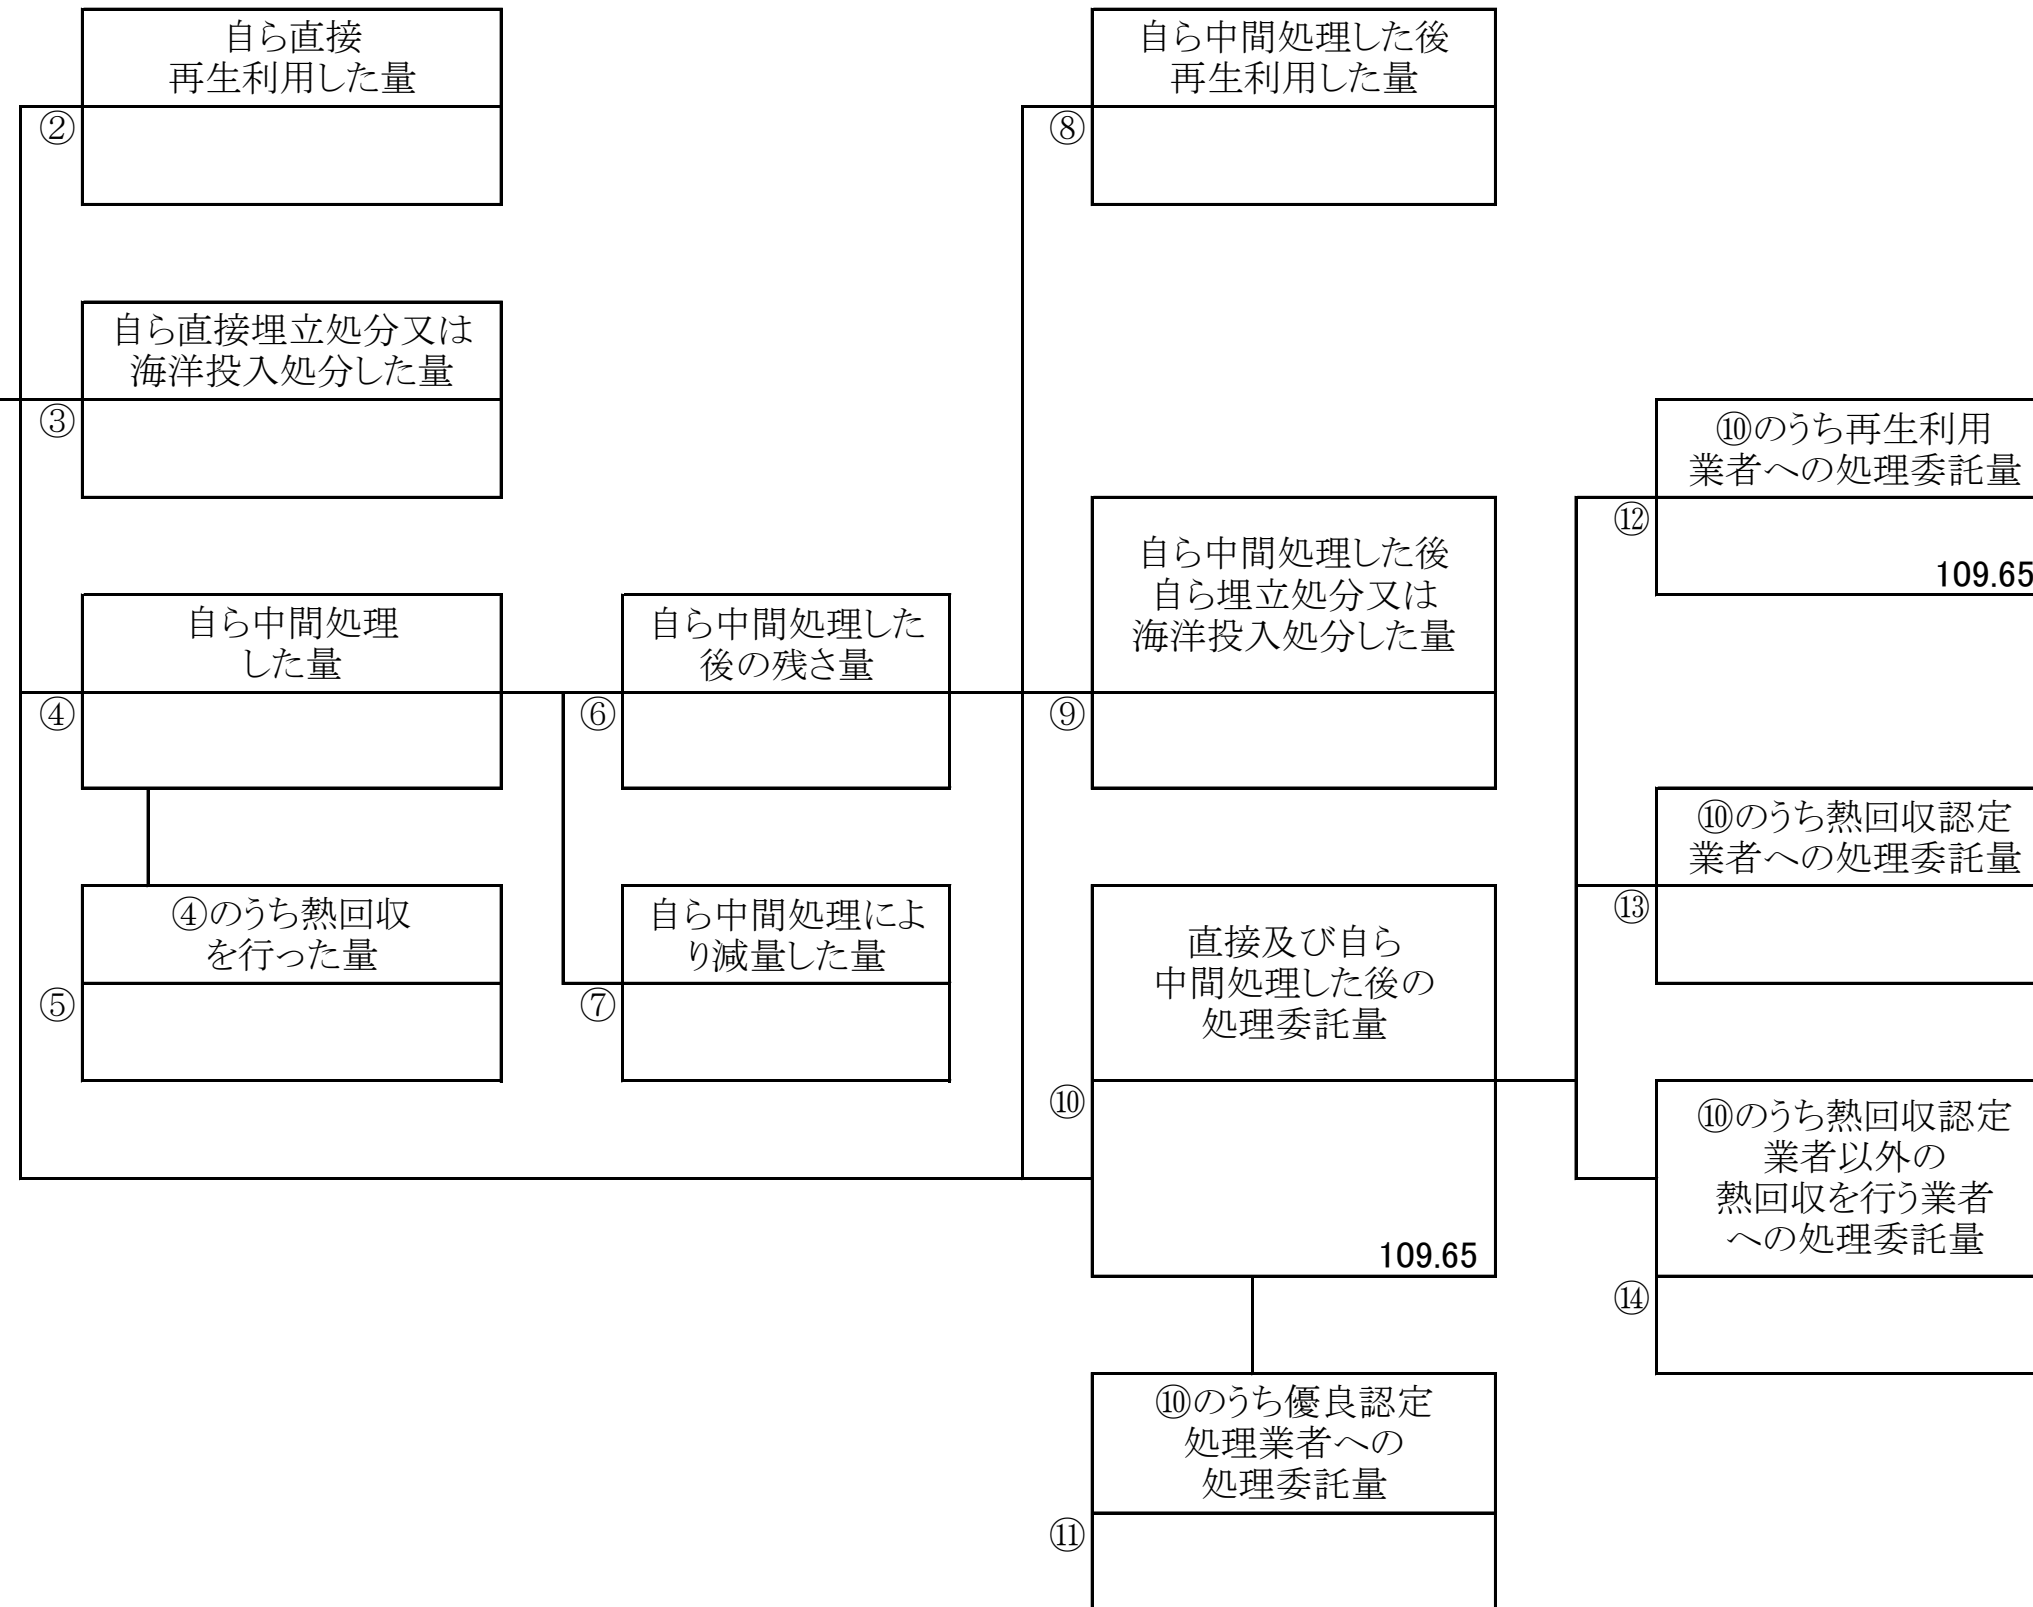 自ら直接
再生利用した量
②
自ら中間処理した後
再生利用した量
⑧
自ら直接埋立処分又は
海洋投入処分した量
③
⑩のうち再生利用
業者への処理委託量
⑫
109.65
自ら中間処理した後
自ら埋立処分又は
海洋投入処分した量
⑨
自ら中間処理
した量
④
自ら中間処理した
後の残さ量
⑥
⑩のうち熱回収認定
業者への処理委託量
⑬
④のうち熱回収
を行った量
⑤
自ら中間処理によ
り減量した量
⑦
直接及び自ら
中間処理した後の
処理委託量
⑩
109.65
⑩のうち熱回収認定
業者以外の
熱回収を行う業者
への処理委託量
⑭
⑩のうち優良認定
処理業者への
処理委託量
⑪